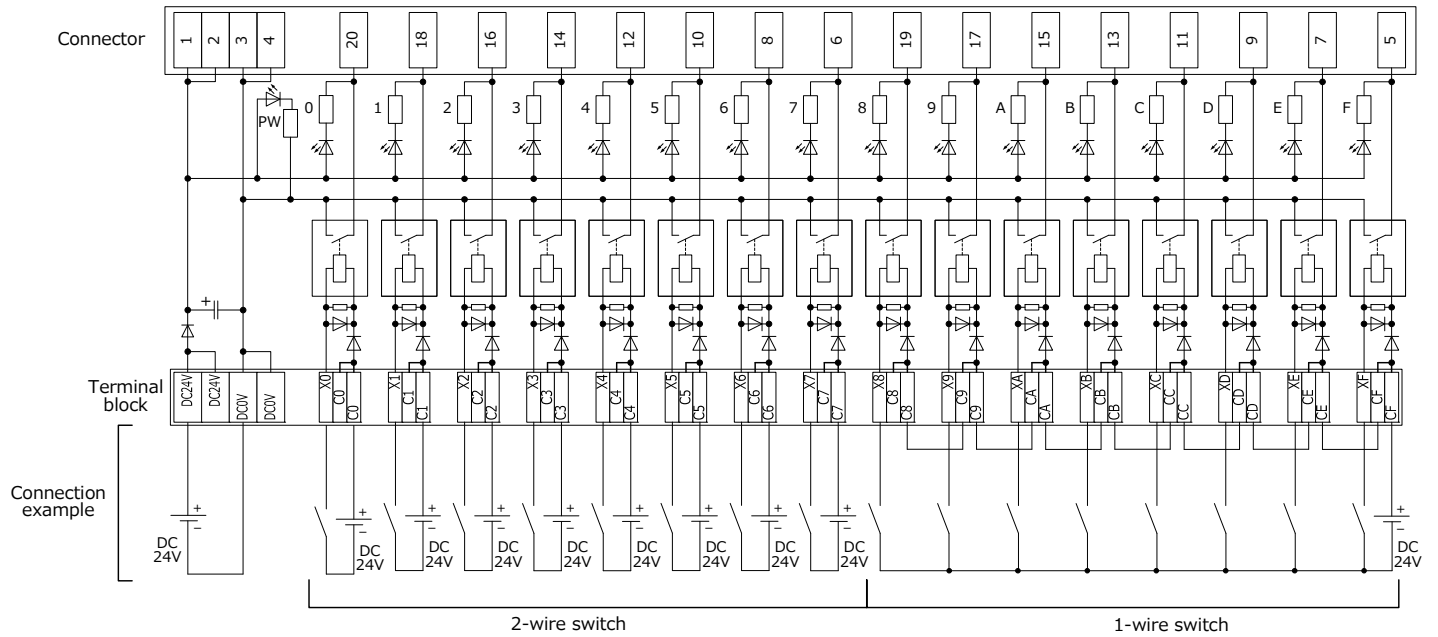 Connector
1 2 3 4 20 18 16 14 12 10 8 6 19 17 15 13 11 9 7 5
PW 0 1 2 3 4 5 6 7 8 9 A B C D E F
+
Terminal
block
DC24V DC24V DC0V DC0V X0 C0 C0 X1 C1 C1 X2 C2 C2 X3 C3 C3 X4 C4 C4 X5 C5 C5 X6 C6 C6 X7 C7 C7 X8 C8 C8 X9 C9 C9 XA CA CA XB CB CB XC CC CC XD CD CD XE CE CE XF CF CF
Connection
example
+ + + + + + + + + +
− − − − − − − − − −
DC DC DC DC DC DC DC DC DC DC
24V 24V 24V 24V 24V 24V 24V 24V 24V 24V
2-wire switch 1-wire switch